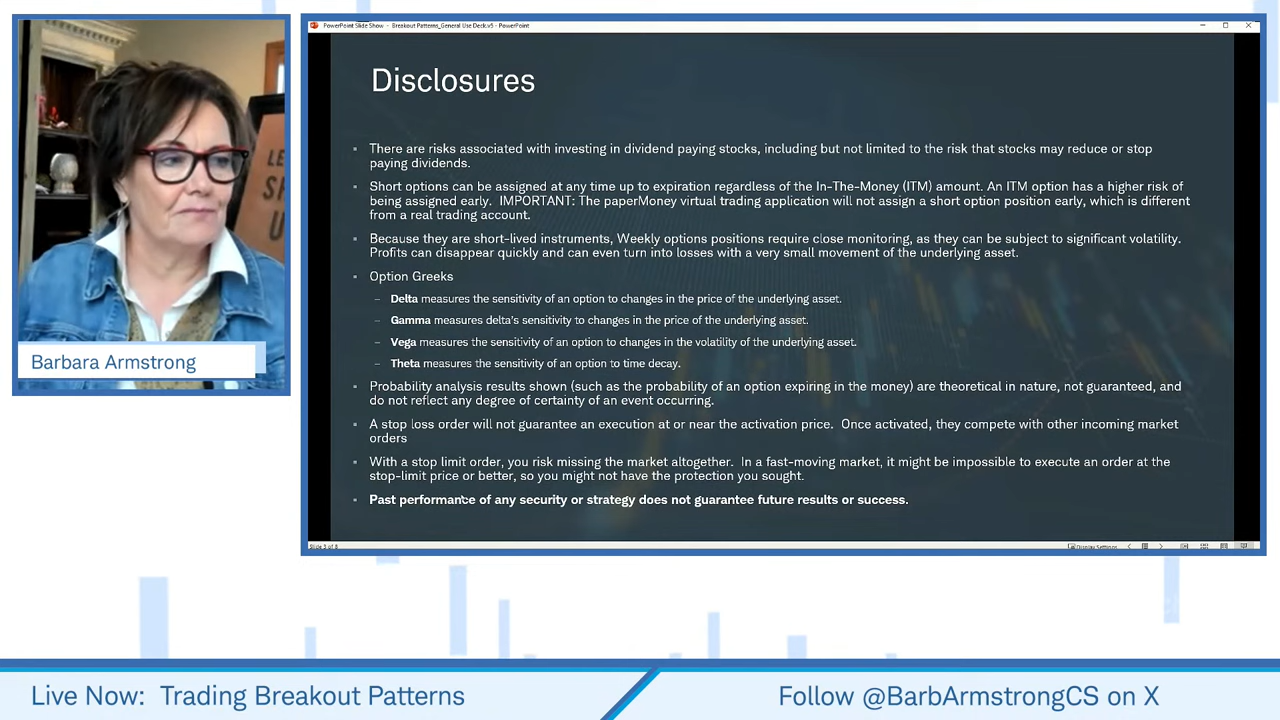 PowerPoint Slide Show - Breakout Patterns_General Use Deck.v5 - PowerPoint
Disclosures
There are risks associated with investing in dividend paying stocks, including but not limited to the risk that stocks may reduce or stop
paying dividends.
Short options can be assigned at any time up to expiration regardless of the In-The-Money (ITM) amount. An ITM option has a higher risk of
being assigned early.  IMPORTANT: The paperMoney virtual trading application will not assign a short option position early, which is different
from a real trading account.
Because they are short-lived instruments, Weekly options positions require close monitoring, as they can be subject to significant volatility.
Profits can disappear quickly and can even turn into losses with a very small movement of the underlying asset.
Option Greeks
– Delta measures the sensitivity of an option to changes in the price of the underlying asset.
– Gamma measures delta's sensitivity to changes in the price of the underlying asset.
– Vega measures the sensitivity of an option to changes in the volatility of the underlying asset.
– Theta measures the sensitivity of an option to time decay.
Probability analysis results shown (such as the probability of an option expiring in the money) are theoretical in nature, not guaranteed, and
do not reflect any degree of certainty of an event occurring.
A stop loss order will not guarantee an execution at or near the activation price.  Once activated, they compete with other incoming market
orders
With a stop limit order, you risk missing the market altogether.  In a fast-moving market, it might be impossible to execute an order at the
stop-limit price or better, so you might not have the protection you sought.
Past performance of any security or strategy does not guarantee future results or success.
Slide 3 of 8
Display Settings
Barbara Armstrong
Live Now:  Trading Breakout Patterns
Follow @BarbArmstrongCS on X